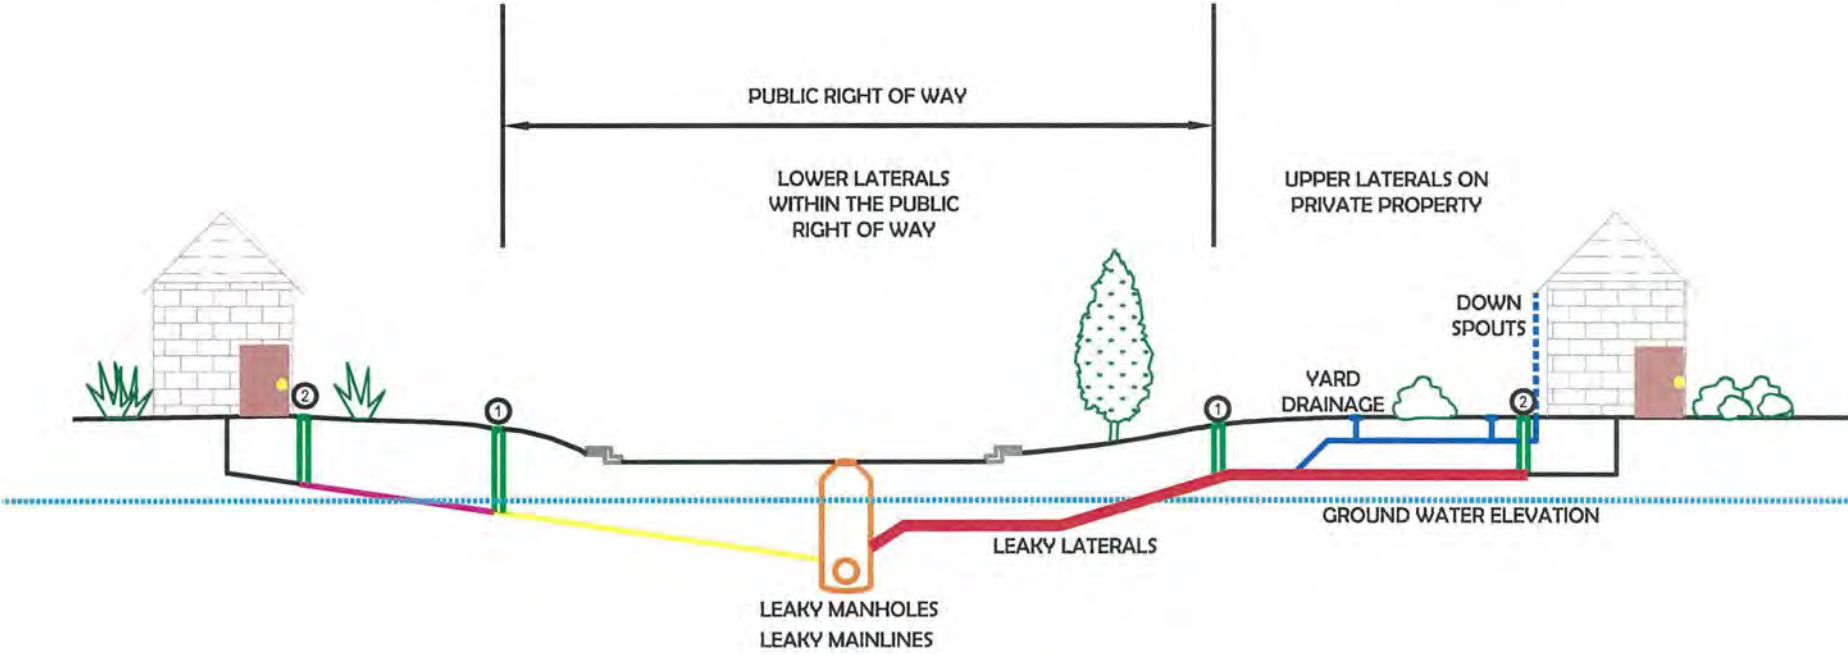 PUBLIC RIGHT OF WAY
LOWER LATERALS
WITHIN THE PUBLIC
RIGHT OF WAY
UPPER LATERALS ON
PRIVATE PROPERTY
DOWN
SPOUTS
YARD
DRAINAGE
2
1
1
2
GROUND WATER ELEVATION
LEAKY LATERALS
LEAKY MANHOLES
LEAKY MAINLINES